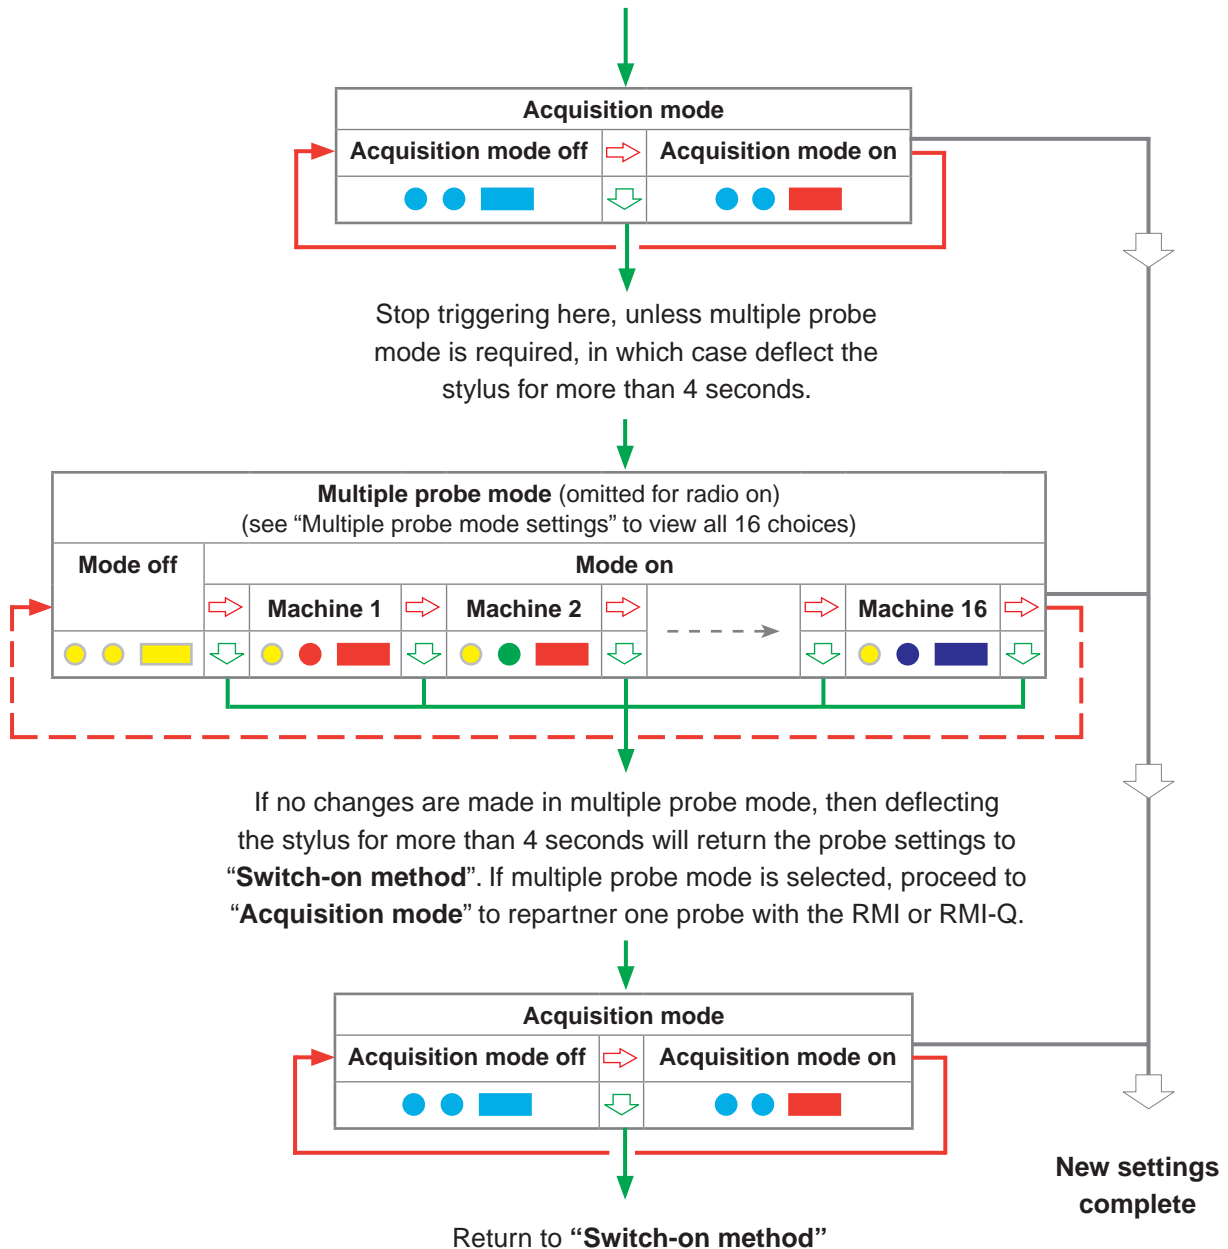 Acquisition mode
Acquisition mode off
Acquisition mode on
Stop triggering here, unless multiple probe
mode is required, in which case deflect the
stylus for more than 4 seconds.
Multiple probe mode (omitted for radio on)
(see “Multiple probe mode settings” to view all 16 choices)
Mode off
Mode on
Machine 1
Machine 2
Machine 16
If no changes are made in multiple probe mode, then deflecting
the stylus for more than 4 seconds will return the probe settings to
“Switch-on method”. If multiple probe mode is selected, proceed to
“Acquisition mode” to repartner one probe with the RMI or RMI-Q.
Acquisition mode
Acquisition mode off
Acquisition mode on
New settings
complete
Return to “Switch-on method”